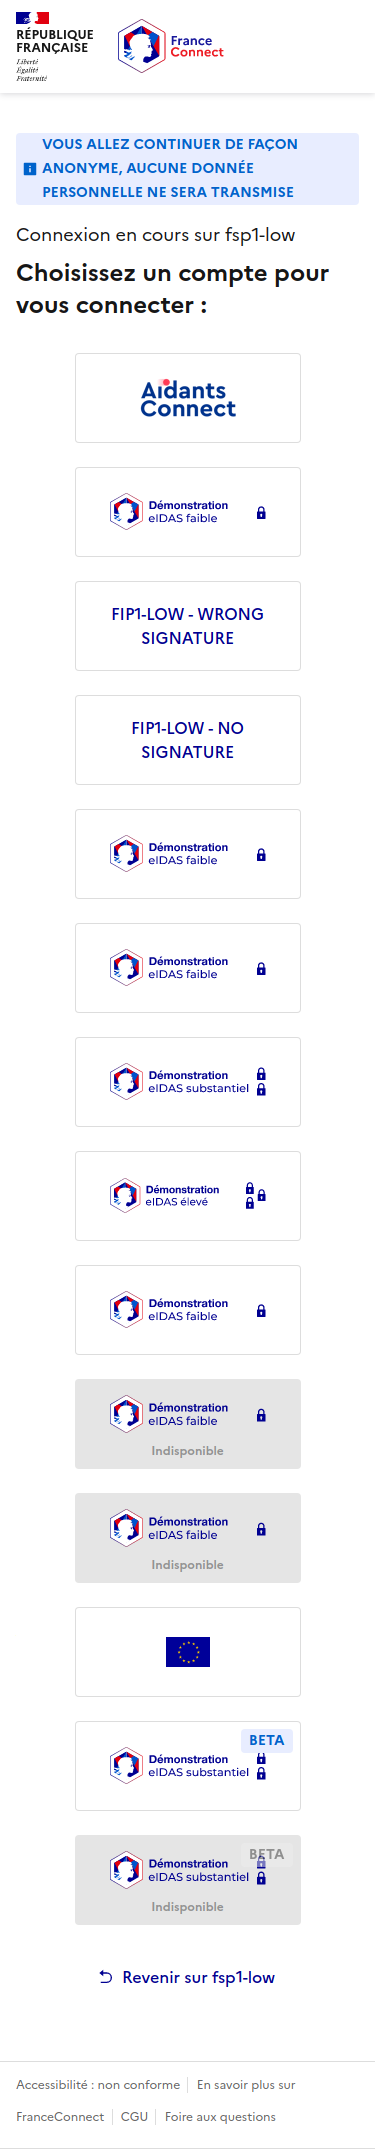 RÉPUBLIQUE
FRANÇAISE
Liberté
Égalité
Fraternité
France
Connect
VOUS ALLEZ CONTINUER DE FAÇON
ANONYME, AUCUNE DONNÉE
PERSONNELLE NE SERA TRANSMISE
Connexion en cours sur fsp1-low
Choisissez un compte pour
vous connecter :
Aidants
Connect
Démonstration
eIDAS faible
FIP1-LOW - WRONG
SIGNATURE
FIP1-LOW - NO
SIGNATURE
Démonstration
eIDAS faible
Démonstration
eIDAS faible
Démonstration
eIDAS substantiel
Démonstration
eIDAS élevé
Démonstration
eIDAS faible
Démonstration
eIDAS faible
Indisponible
Démonstration
eIDAS faible
Indisponible
BETA
Démonstration
eIDAS substantiel
BETA
Démonstration
eIDAS substantiel
Indisponible
Revenir sur fsp1-low
Accessibilité : non conforme
En savoir plus sur
FranceConnect
CGU
Foire aux questions